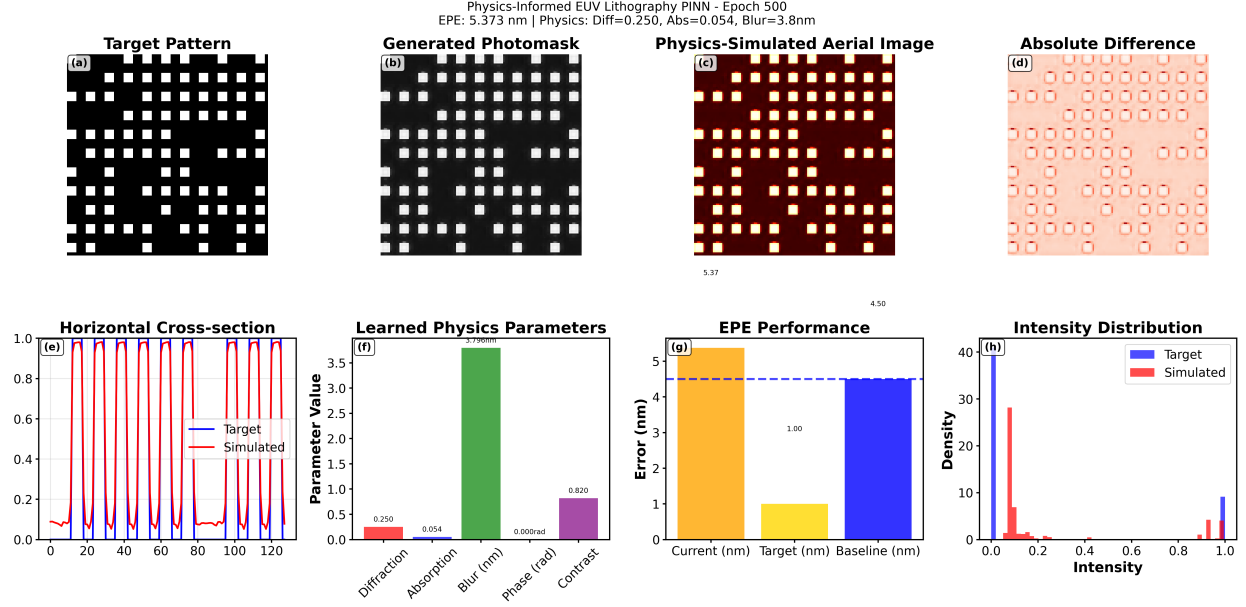 Physics-Informed EUV Lithography PINN - Epoch 500
EPE: 5.373 nm | Physics: Diff=0.250, Abs=0.054, Blur=3.8nm
Target Pattern
Generated Photomask
Physics-Simulated Aerial Image
Absolute Difference
(a)
(b)
(c)
(d)
5.37
4.50
Horizontal Cross-section
(e)
1.0
0.8
0.6
0.4
0.2
0.0
0
20
40
60
80
100
120
Target
Simulated
Learned Physics Parameters
(f)
Parameter Value
3.5
3.0
2.5
2.0
1.5
1.0
0.5
0.0
0.250
0.054
3.796nm
0.000rad
0.820
Diffraction
Absorption
Blur (nm)
Phase (rad)
Contrast
EPE Performance
(g)
Error (nm)
5
4
3
2
1
0
1.00
Current (nm)
Target (nm)
Baseline (nm)
Intensity Distribution
(h)
Density
40
30
20
10
0
0.0
0.2
0.4
0.6
0.8
1.0
Intensity
Target
Simulated